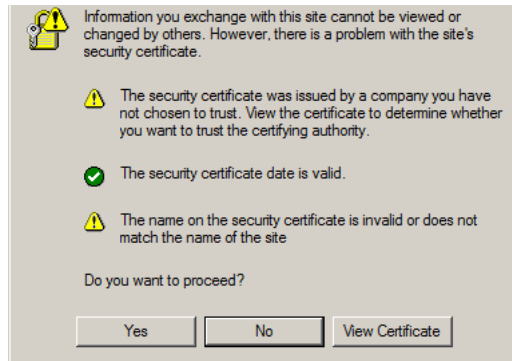 Information you exchange with this site cannot be viewed or
changed by others. However, there is a problem with the site's
security certificate.
The security certificate was issued by a company you have
not chosen to trust. View the certificate to determine whether
you want to trust the certifying authority.
The security certificate date is valid.
The name on the security certificate is invalid or does not
match the name of the site
Do you want to proceed?
Yes No View Certificate